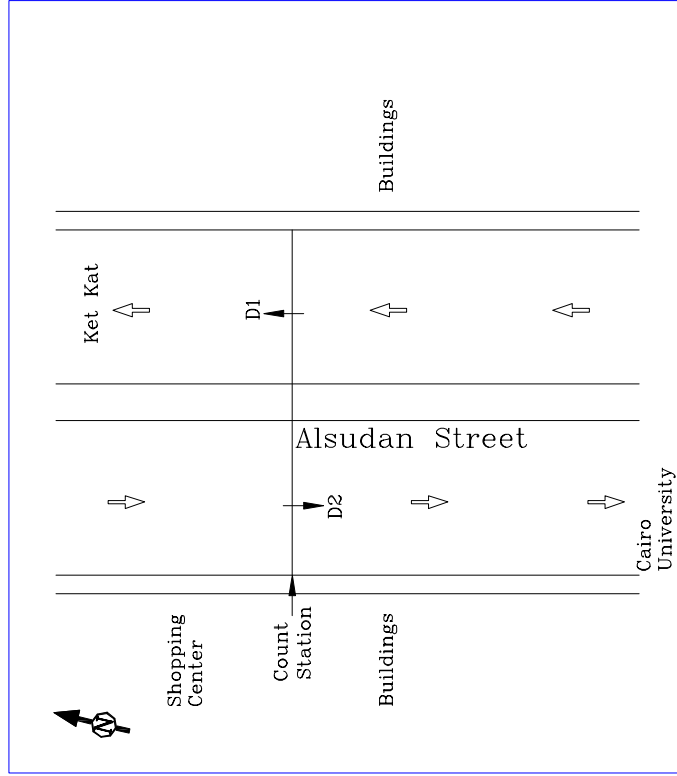 Buildings
Ket Kat
D1
Alsudan Street
D2
Cairo
University
Shopping
Center
Count
Station
Buildings
N